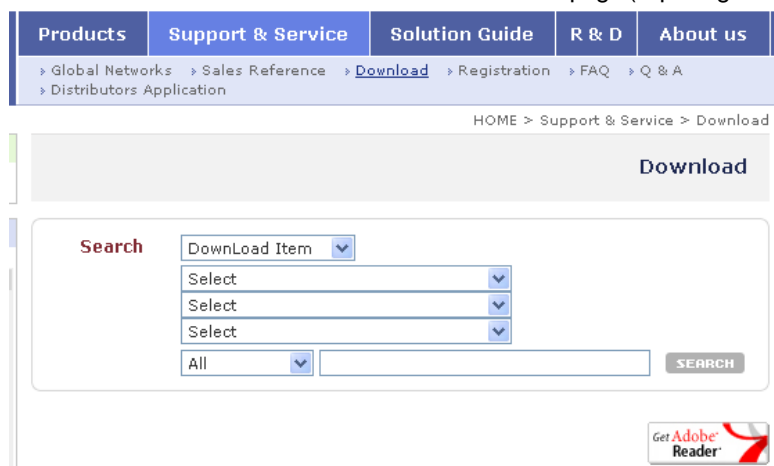 Products Support & Service Solution Guide R & D About us
› Global Networks › Sales Reference › Download › Registration › FAQ › Q & A
› Distributors Application
HOME > Support & Service > Download
Download
Search DownLoad Item
Select
Select
Select
All SEARCH
Get Adobe
Reader